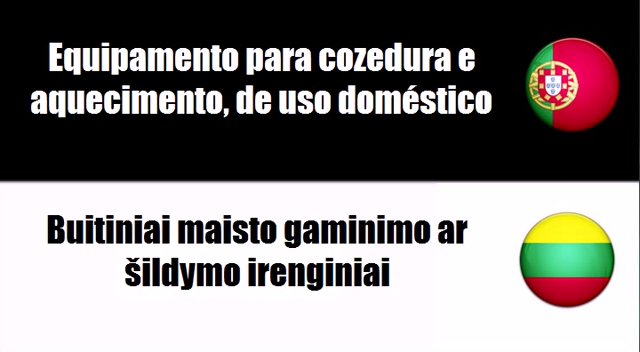 Equipamento para cozedura e
aquecimento, de uso doméstico
Buitiniai maisto gaminimo ar
šildymo irenginiai